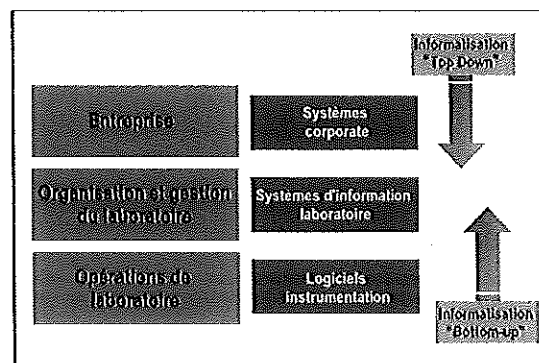 Informatisation
"Top Down"
Entreprise
Systèmes
corporate
Organisation et gestion
du laboratoire
Systèmes d'information
laboratoire
Opérations de
laboratoire
Logiciels
instrumentation
Informatisation
"Bottom-up"